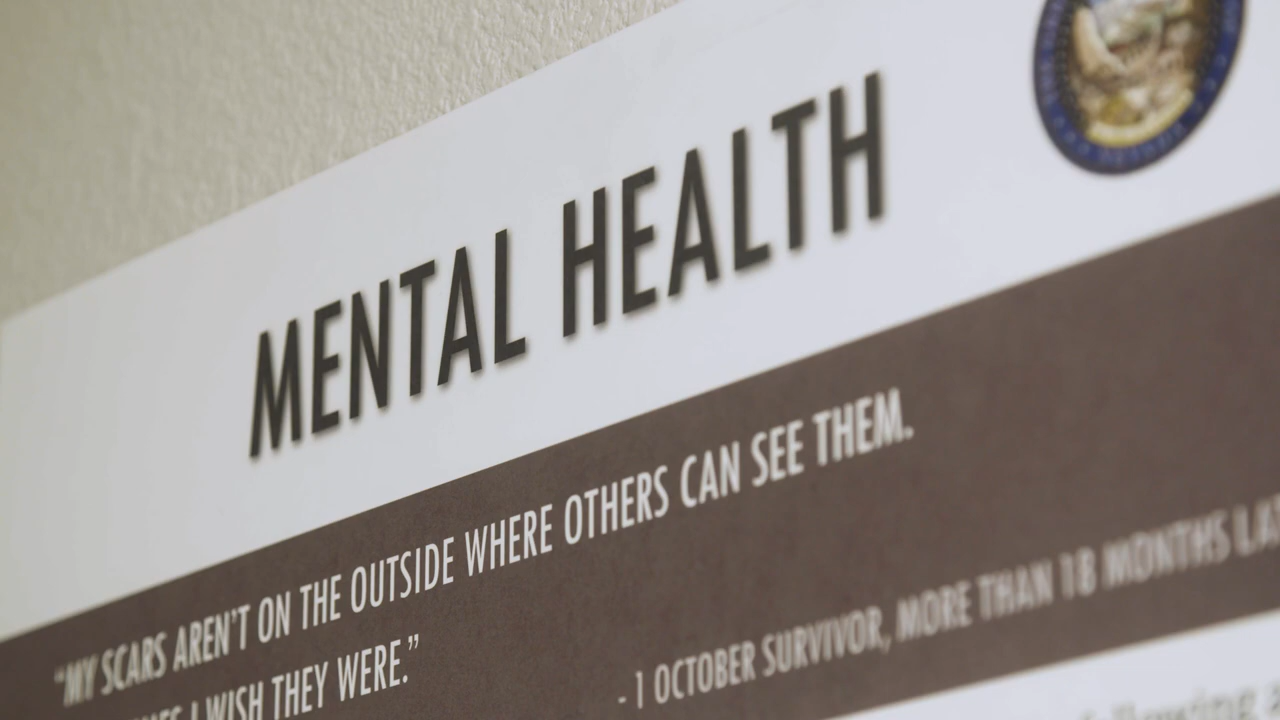 MENTAL HEALTH
“MY SCARS AREN’T ON THE OUTSIDE WHERE OTHERS CAN SEE THEM.
I WISH THEY WERE.”
- 1 OCTOBER SURVIVOR, MORE THAN 18 MONTHS
following